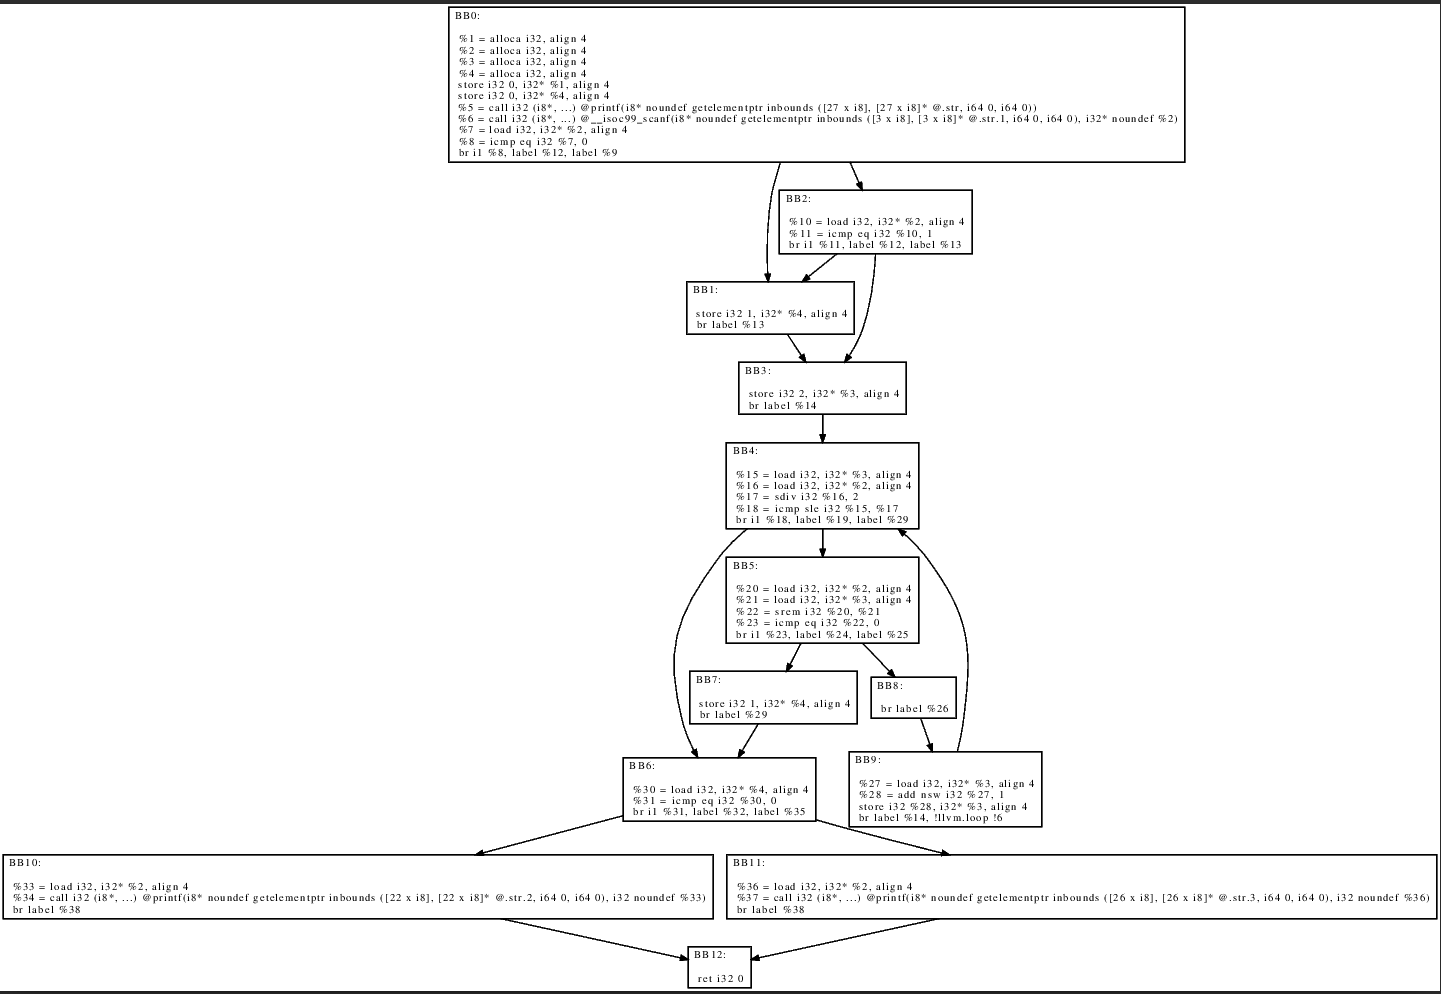 BB0:
%1 = alloca i32, align 4
%2 = alloca i32, align 4
%3 = alloca i32, align 4
%4 = alloca i32, align 4
store i32 0, i32* %1, align 4
store i32 0, i32* %4, align 4
%5 = call i32 (i8*, ...) @printf(i8* noundef getelementptr inbounds ([27 x i8], [27 x i8]* @.str, i64 0, i64 0))
%6 = call i32 (i8*, ...) @__isoc99_scanf(i8* noundef getelementptr inbounds ([3 x i8], [3 x i8]* @.str.1, i64 0, i64 0), i32* noundef %2)
%7 = load i32, i32* %2, align 4
%8 = icmp eq i32 %7, 0
br i1 %8, label %12, label %9
BB2:
%10 = load i32, i32* %2, align 4
%11 = icmp eq i32 %10, 1
br i1 %11, label %12, label %13
BB1:
store i32 1, i32* %4, align 4
br label %13
BB3:
store i32 2, i32* %3, align 4
br label %14
BB4:
%15 = load i32, i32* %3, align 4
%16 = load i32, i32* %2, align 4
%17 = sdiv i32 %16, 2
%18 = icmp sle i32 %15, %17
br i1 %18, label %19, label %29
BB5:
%20 = load i32, i32* %2, align 4
%21 = load i32, i32* %3, align 4
%22 = srem i32 %20, %21
%23 = icmp eq i32 %22, 0
br i1 %23, label %24, label %25
BB7:
store i32 1, i32* %4, align 4
br label %29
BB8:
br label %26
BB6:
%30 = load i32, i32* %4, align 4
%31 = icmp eq i32 %30, 0
br i1 %31, label %32, label %35
BB9:
%27 = load i32, i32* %3, align 4
%28 = add nsw i32 %27, 1
store i32 %28, i32* %3, align 4
br label %14, !llvm.loop !6
BB10:
%33 = load i32, i32* %2, align 4
%34 = call i32 (i8*, ...) @printf(i8* noundef getelementptr inbounds ([22 x i8], [22 x i8]* @.str.2, i64 0, i64 0), i32 noundef %33)
br label %38
BB11:
%36 = load i32, i32* %2, align 4
%37 = call i32 (i8*, ...) @printf(i8* noundef getelementptr inbounds ([26 x i8], [26 x i8]* @.str.3, i64 0, i64 0), i32 noundef %36)
br label %38
BB12:
ret i32 0